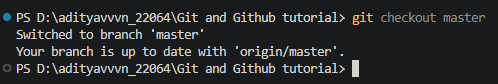 PS D:\adityavvvn_22064\Git and Github tutorial> git checkout master
Switched to branch 'master'
Your branch is up to date with 'origin/master'.
PS D:\adityavvvn_22064\Git and Github tutorial>